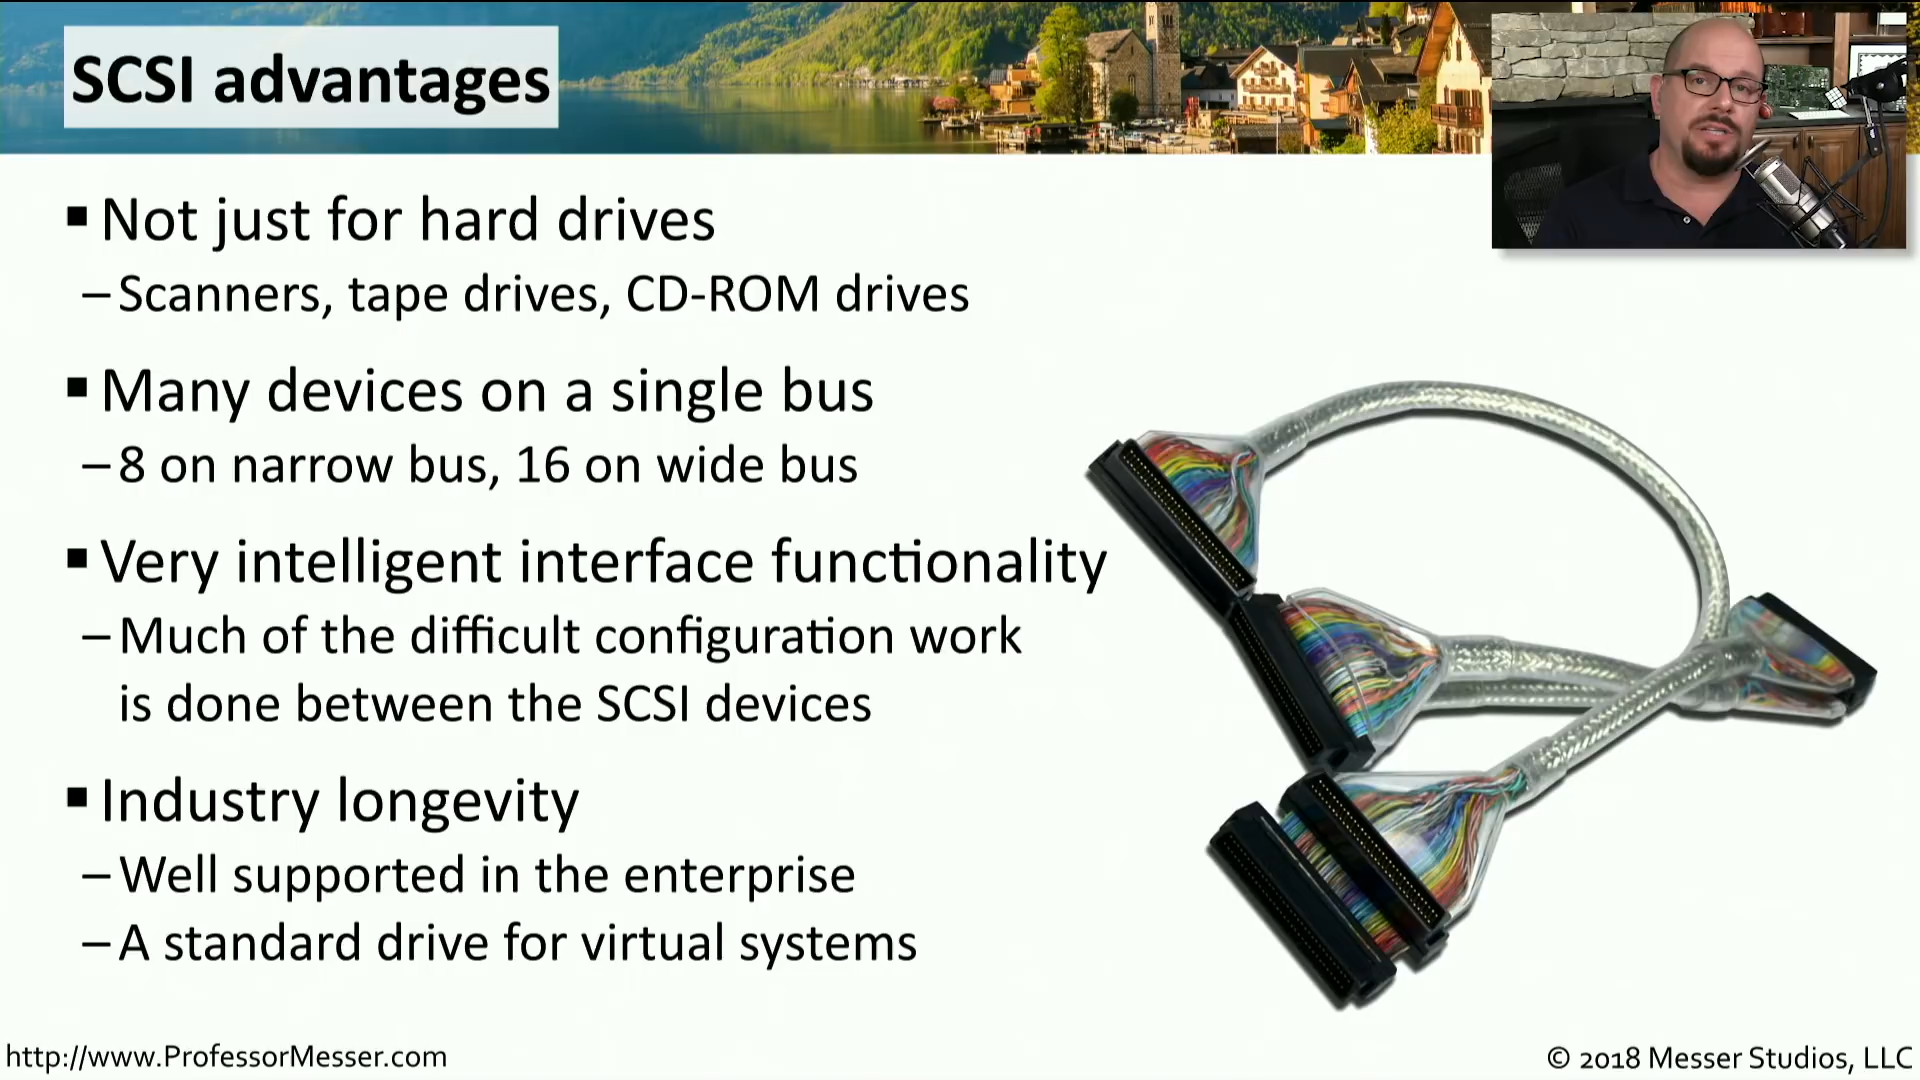 SCSI advantages
▪ Not just for hard drives
– Scanners, tape drives, CD-ROM drives
▪ Many devices on a single bus
– 8 on narrow bus, 16 on wide bus
▪ Very intelligent interface functionality
– Much of the difficult configuration work
is done between the SCSI devices
▪ Industry longevity
– Well supported in the enterprise
– A standard drive for virtual systems
http://www.ProfessorMesser.com
© 2018 Messer Studios, LLC